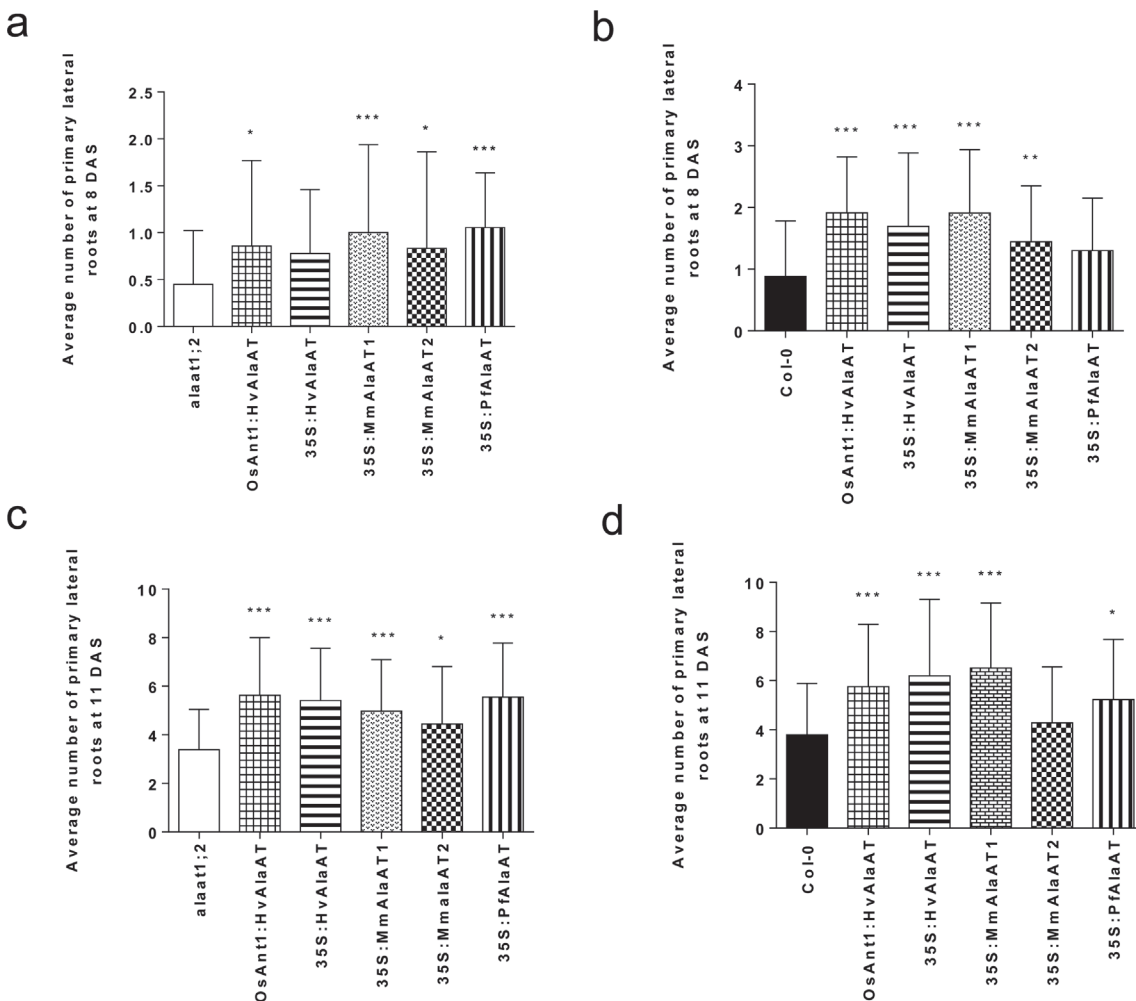 a
Average number of primary lateral
roots at 8 DAS
2.5
2.0
1.5
1.0
0.5
0.0
*
***
*
***
alaat1;2
OsAnt1:HvAlaAT
35S:HvAlaAT
35S:MmAlaAT1
35S:MmAlaAT2
35S:PfAlaAT
b
Average number of primary lateral
roots at 8 DAS
4
3
2
1
0
***
***
***
**
Col-0
OsAnt1:HvAlaAT
35S:HvAlaAT
35S:MmAlaAT1
35S:MmAlaAT2
35S:PfAlaAT
c
Average number of primary lateral
roots at 11 DAS
10
8
6
4
2
0
***
***
***
*
***
alaat1;2
OsAnt1:HvAlaAT
35S:HvAlaAT
35S:MmAlaAT1
35S:MmalaAT2
35S:PfAlaAT
d
Average number of primary lateral
roots at 11 DAS
10
8
6
4
2
0
***
***
***
*
Col-0
OsAnt1:HvAlaAT
35S:HvAlaAT
35S:MmAlaAT1
35S:MmAlaAT2
35S:PfAlaAT